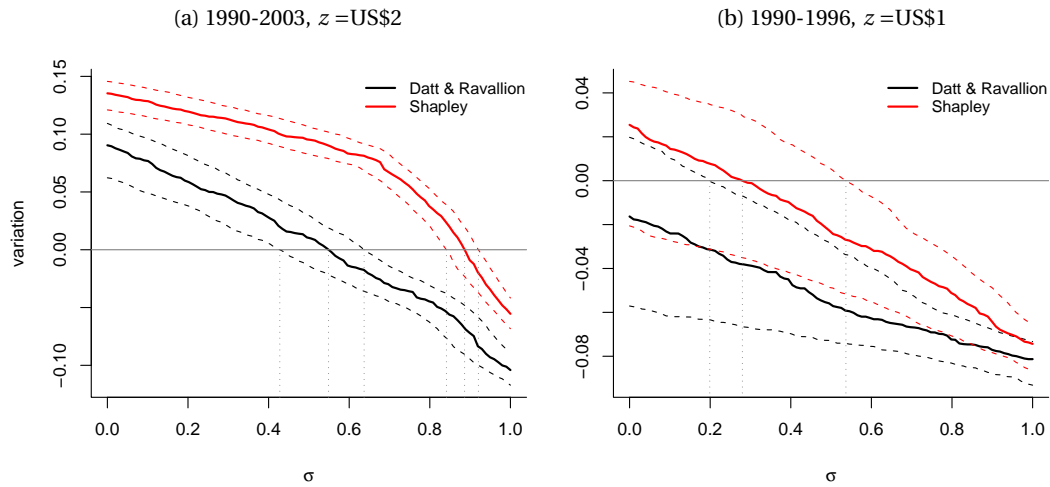 (a) 1990-2003, z =US$2
0.15
0.10
0.05
0.00
−0.10
variation
Datt & Ravallion
Shapley
0.0 0.2 0.4 0.6 0.8 1.0
σ
(b) 1990-1996, z =US$1
0.04
0.00
−0.04
−0.08
Datt & Ravallion
Shapley
0.0 0.2 0.4 0.6 0.8 1.0
σ